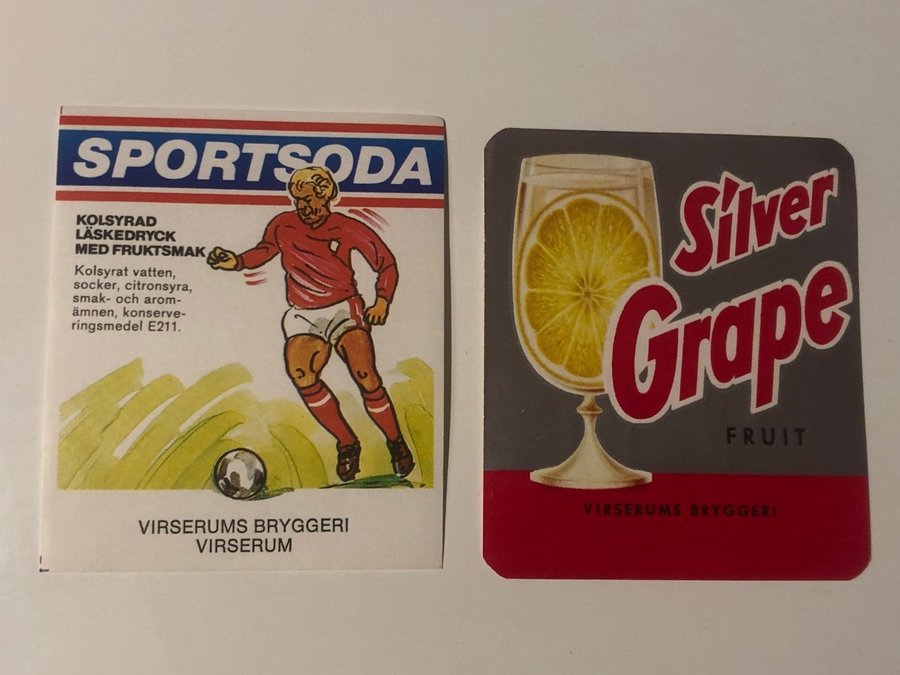 SPORTSODA
KOLSYRAD
LÄSKEDRYCK
MED FRUKTSMAK
Kolsyrat vatten,
socker, citronsyra,
smak- och arom-
ämnen, konserve-
ringsmedel E211.
VIRSERUMS BRYGGERI
VIRSERUM
Silver
Grape
FRUIT
VIRSERUMS BRYGGERI